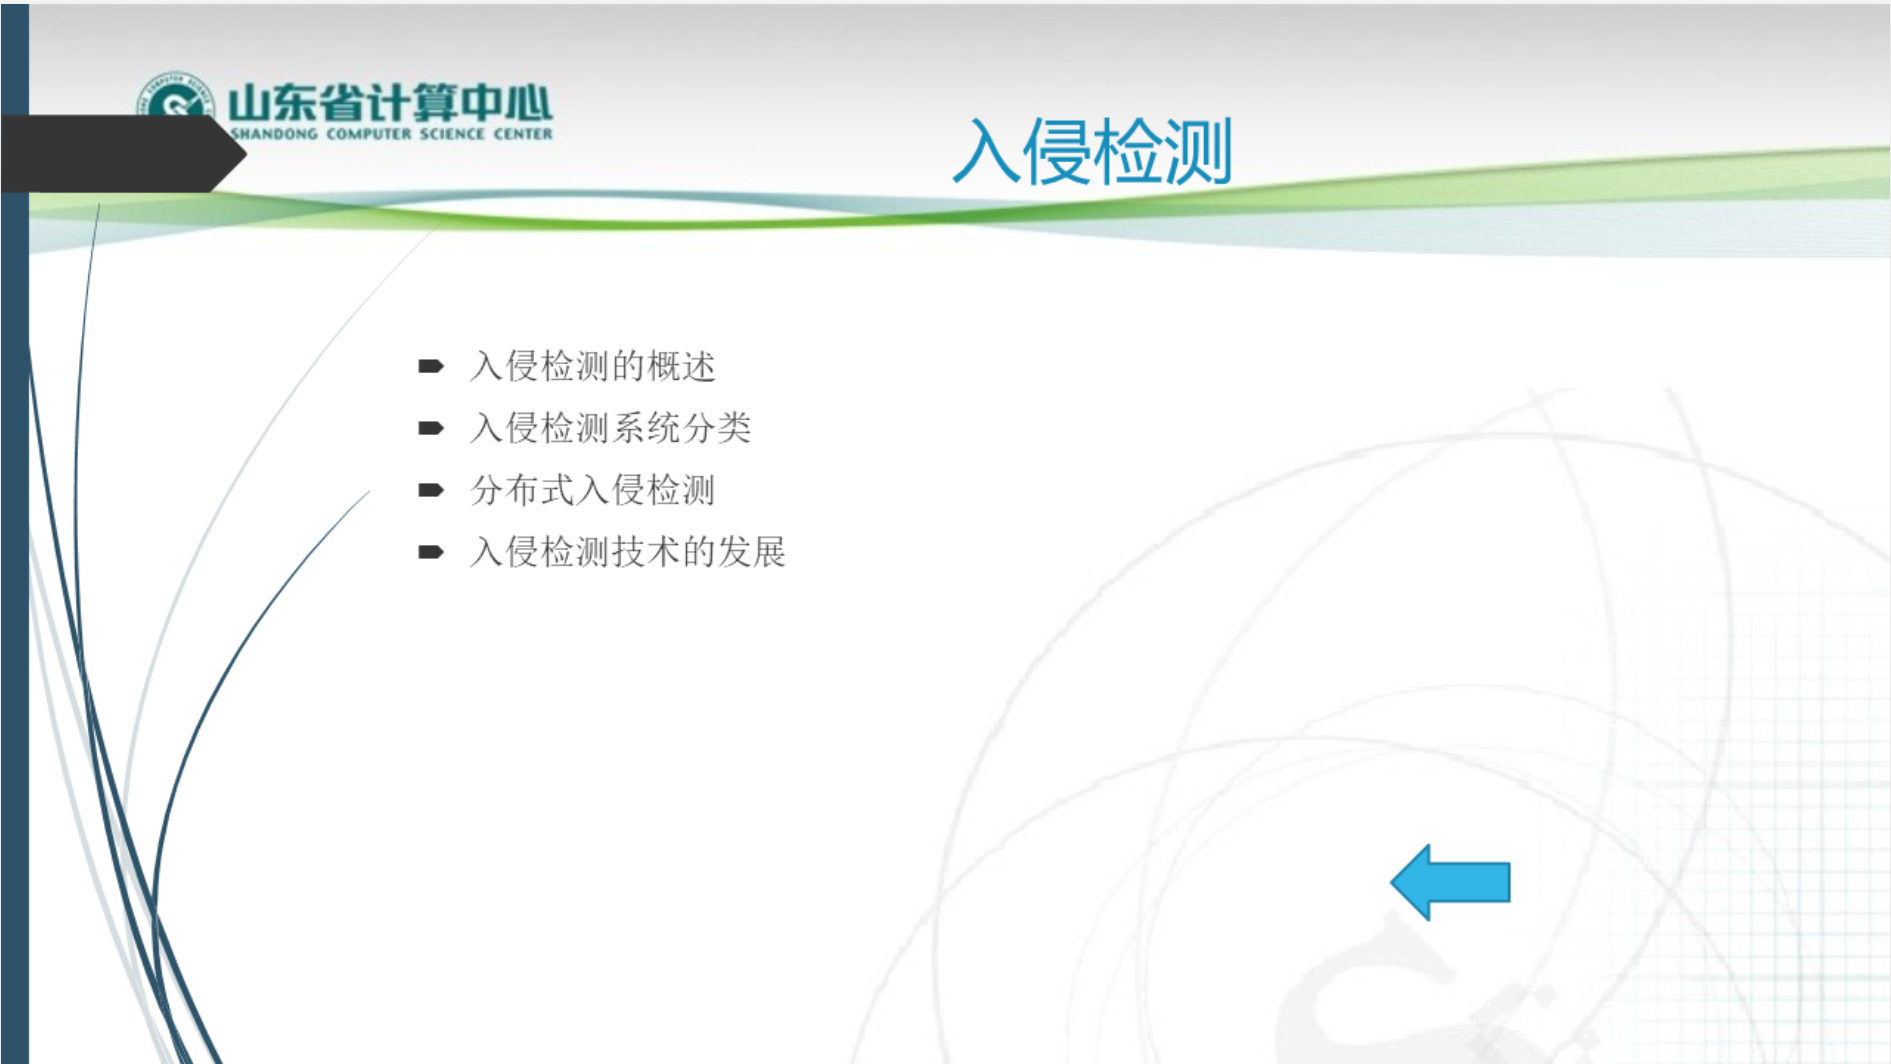 山东省计算中心
SHANDONG COMPUTER SCIENCE CENTER
入侵检测
入侵检测的概述
入侵检测系统分类
分布式入侵检测
入侵检测技术的发展